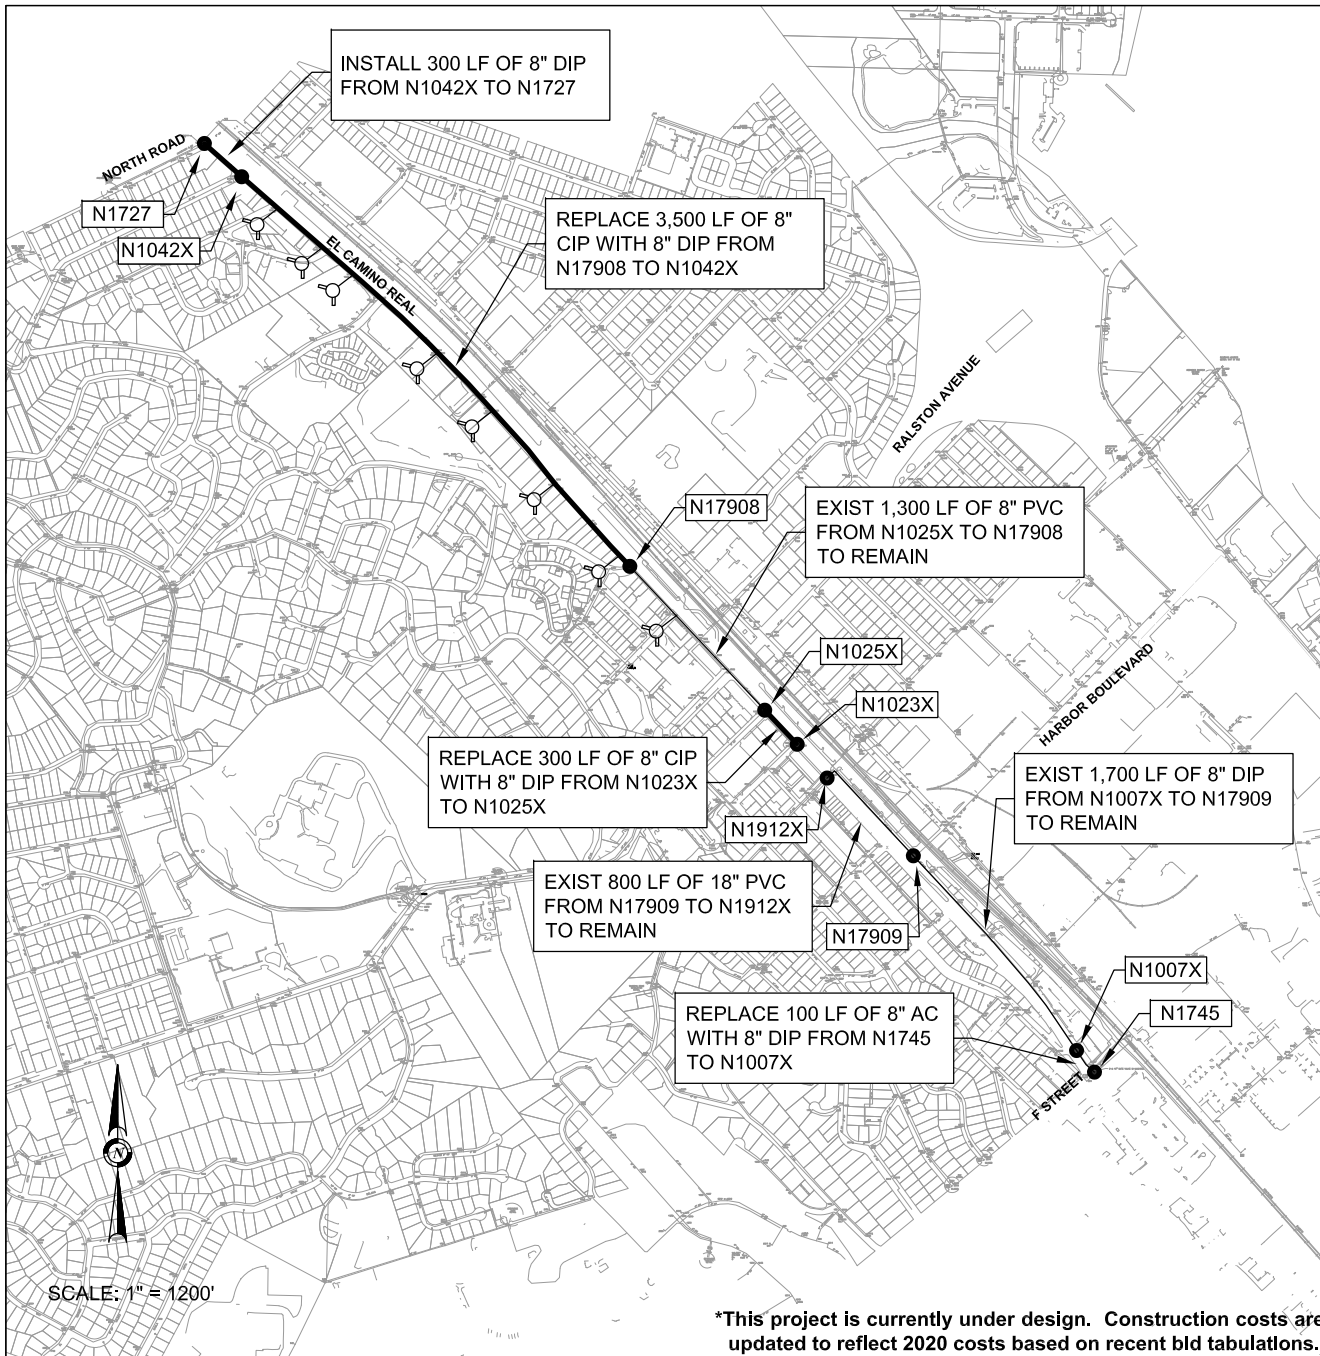 INSTALL 300 LF OF 8" DIP
FROM N1042X TO N1727
NORTH ROAD
N1727
N1042X
REPLACE 3,500 LF OF 8"
CIP WITH 8" DIP FROM
N17908 TO N1042X
EL CAMINO REAL
RALSTON AVENUE
N17908
EXIST 1,300 LF OF 8" PVC
FROM N1025X TO N17908
TO REMAIN
N1025X
N1023X
HARBOR BOULEVARD
REPLACE 300 LF OF 8" CIP
WITH 8" DIP FROM N1023X
TO N1025X
EXIST 1,700 LF OF 8" DIP
FROM N1007X TO N17909
TO REMAIN
N1912X
EXIST 800 LF OF 18" PVC
FROM N17909 TO N1912X
TO REMAIN
N17909
N1007X
N1745
REPLACE 100 LF OF 8" AC
WITH 8" DIP FROM N1745
TO N1007X
F STREET
N
SCALE: 1" = 1200'
*This project is currently under design. Construction costs are
updated to reflect 2020 costs based on recent bld tabulations.